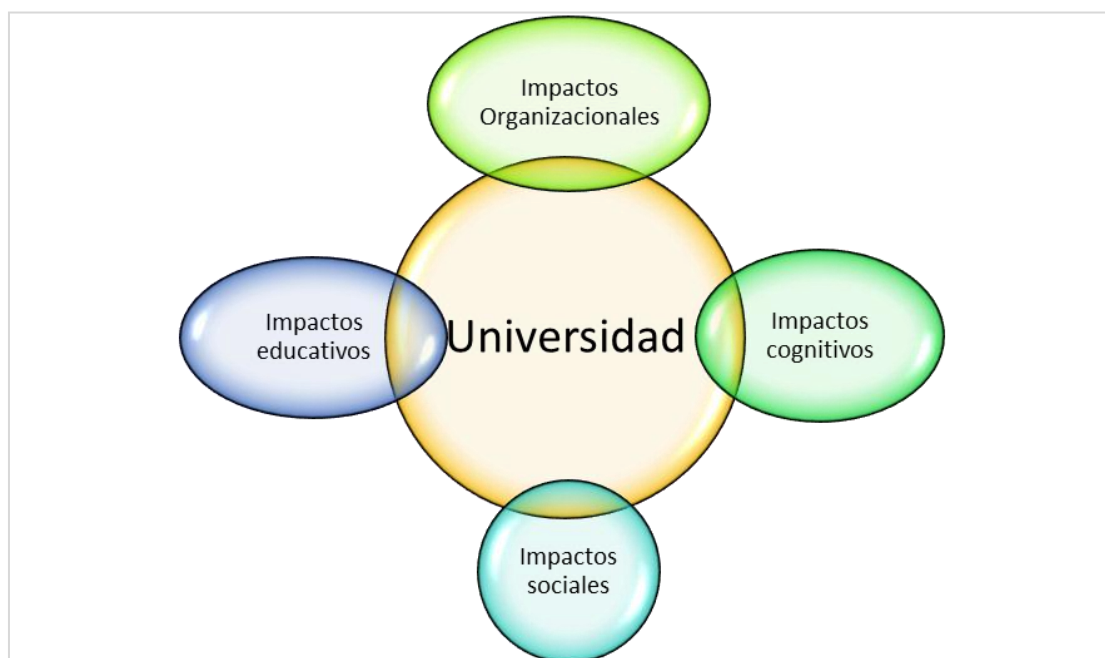 Impactos
Organizacionales
Impactos
educativos
Universidad
Impactos
cognitivos
Impactos
sociales